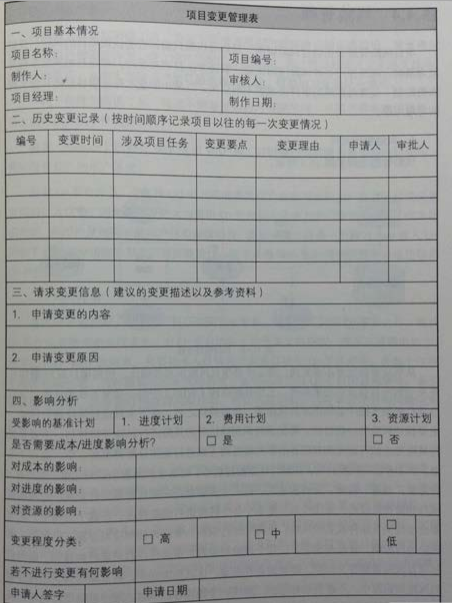 项目变更管理表
一、项目基本情况
项目名称： 项目编号：
制作人： 审核人：
项目经理： 制作日期：
二、历史变更记录（按时间顺序记录项目以往的每一次变更情况）
编号 变更时间 涉及项目任务 变更要点 变更理由 申请人 审批人
三、请求变更信息（建议的变更描述以及参考资料）
1. 申请变更的内容
2. 申请变更原因
四、影响分析
受影响的基准计划 1. 进度计划 2. 费用计划 3. 资源计划
是否需要成本/进度影响分析？ □ 是 □ 否
对成本的影响：
对进度的影响：
对资源的影响：
变更程度分类： □ 高 □ 中 □ 低
若不进行变更有何影响
申请人签字 申请日期